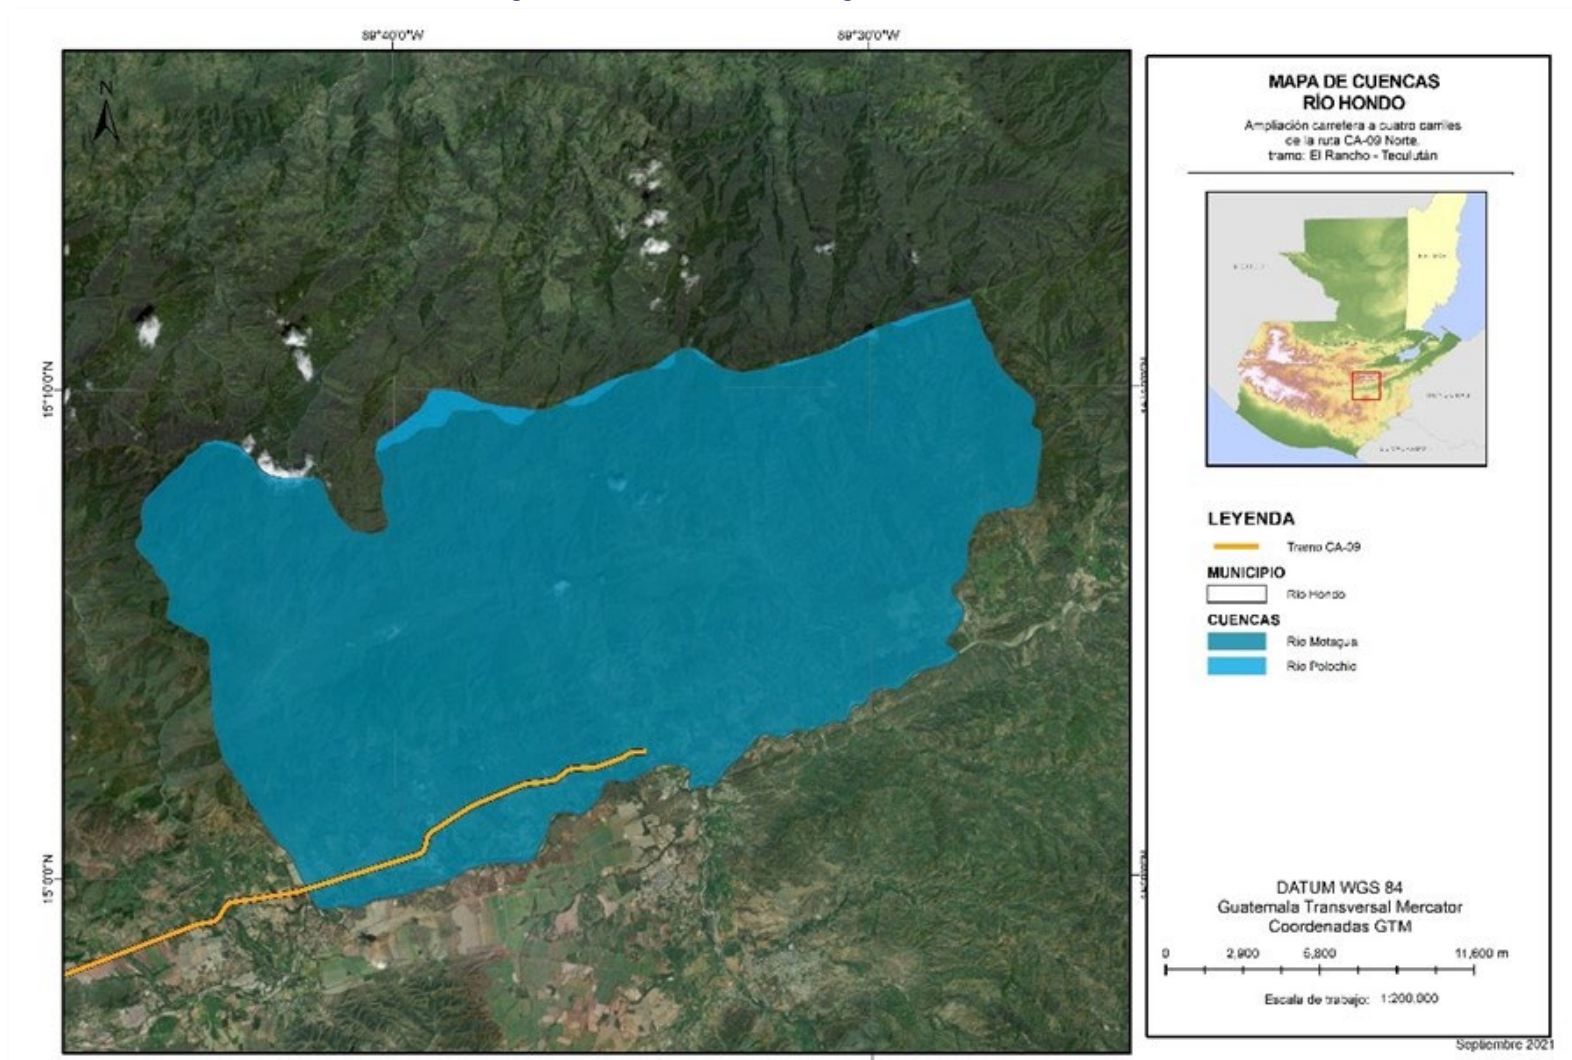 89°40'0"W
89°30'0"W
N
15°10'0"N
15°0'0"N
MAPA DE CUENCAS
RÍO HONDO
Ampliación carretera a cuatro carriles
de la ruta CA-09 Norte.
tramo: El Rancho - Teculután
LEYENDA
Tramo CA-09
MUNICIPIO
Río Hondo
CUENCAS
Río Motagua
Río Polochic
DATUM WGS 84
Guatemala Transversal Mercator
Coordenadas GTM
0 2,900 5,800 11,600 m
Escala de trabajo: 1:200,000
Septiembre 2021